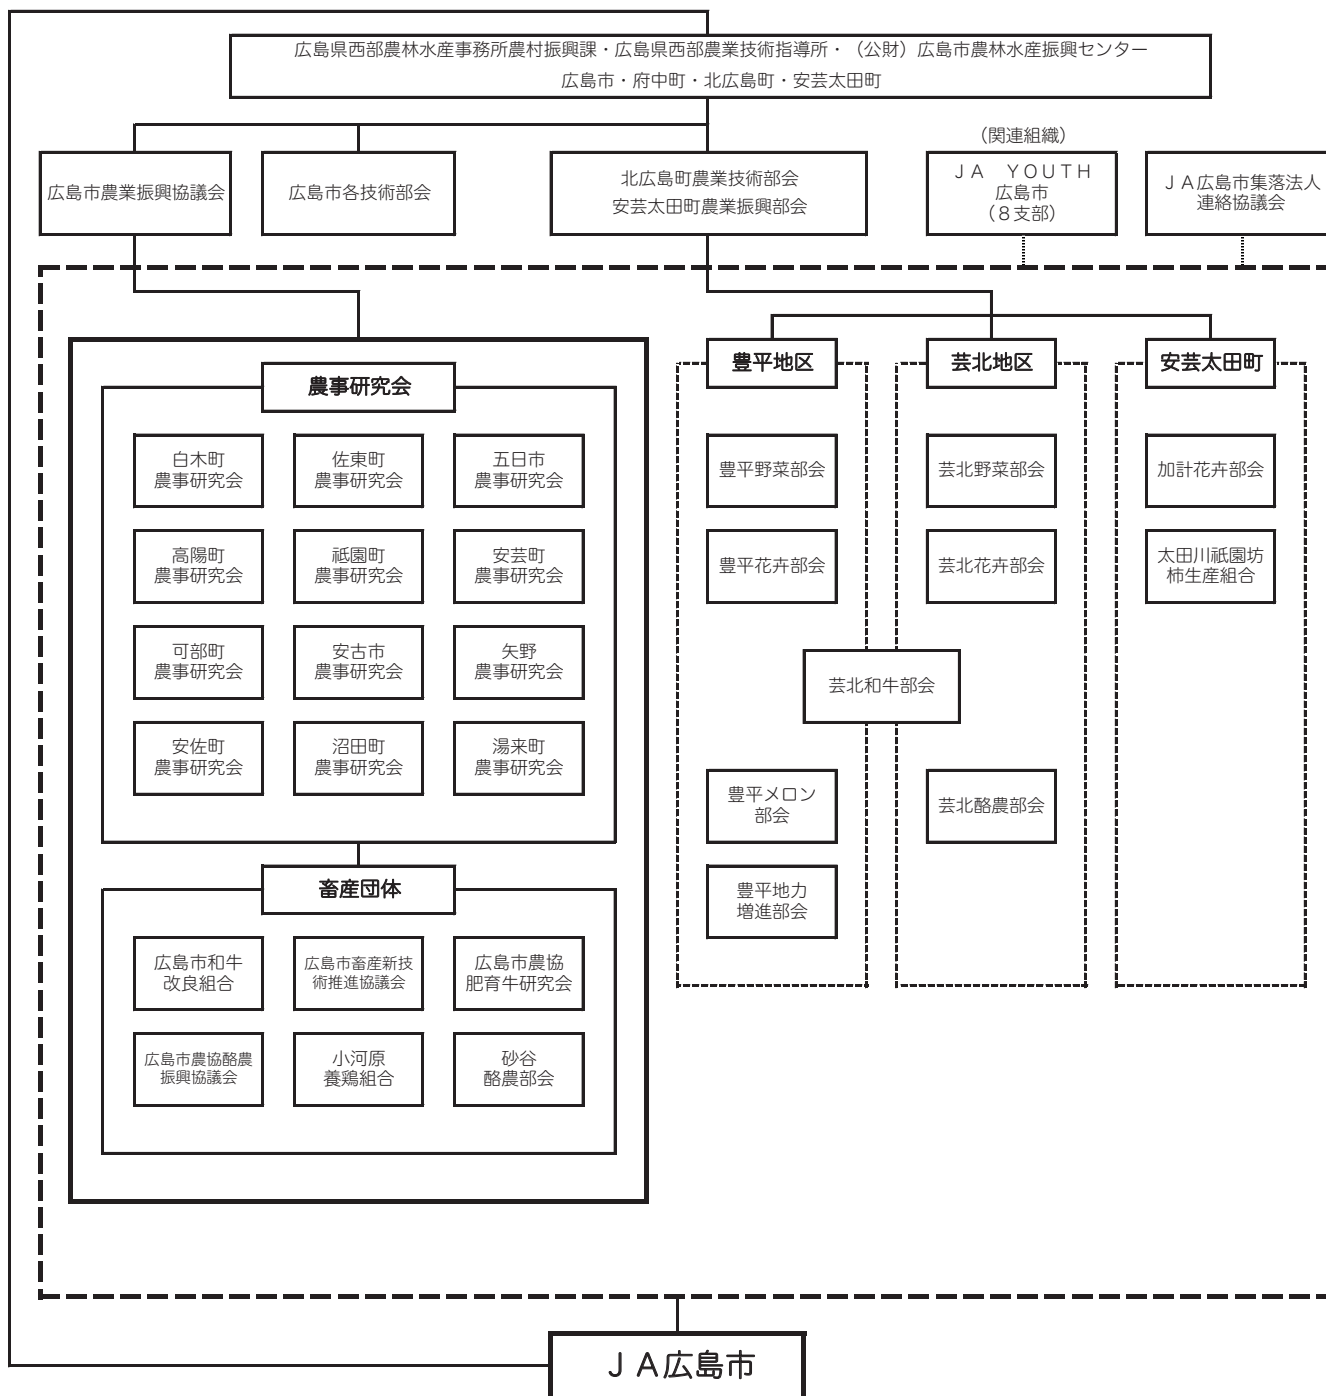 広島県西部農林水産事務所農村振興課・広島県西部農業技術指導所・（公財）広島市農林水産振興センター
広島市・府中町・北広島町・安芸太田町
広島市農業振興協議会
広島市各技術部会
北広島町農業技術部会
安芸太田町農業振興部会
（関連組織）
ＪＡ　ＹＯＵＴＨ
広島市
（８支部）
ＪＡ広島市集落法人
連絡協議会
農事研究会
白木町
農事研究会
佐東町
農事研究会
五日市
農事研究会
高陽町
農事研究会
祇園町
農事研究会
安芸町
農事研究会
可部町
農事研究会
安古市
農事研究会
矢野
農事研究会
安佐町
農事研究会
沼田町
農事研究会
湯来町
農事研究会
畜産団体
広島市和牛
改良組合
広島市畜産新技
術推進協議会
広島市農協
肥育牛研究会
広島市農協酪農
振興協議会
小河原
養鶏組合
砂谷
酪農部会
豊平地区
豊平野菜部会
豊平花卉部会
芸北和牛部会
豊平メロン
部会
豊平地力
増進部会
芸北地区
芸北野菜部会
芸北花卉部会
芸北酪農部会
安芸太田町
加計花卉部会
太田川祇園坊
柿生産組合
ＪＡ広島市